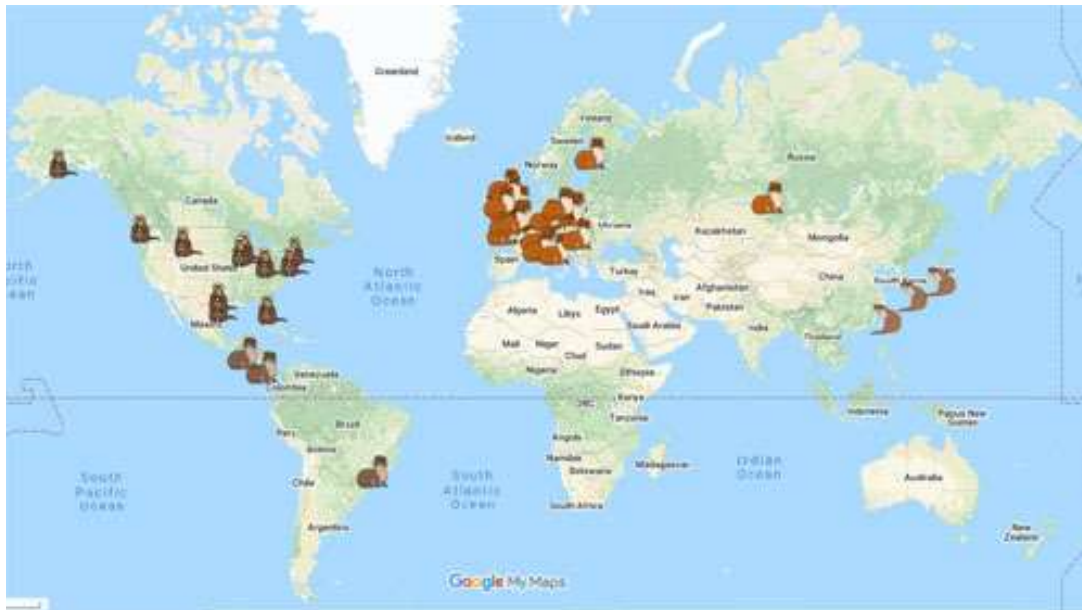 Greenland
Iceland
Finland
Sweden
Norway
Russia
Canada
Ukraine
Kazakhstan
Mongolia
United States
Spain
North
Atlantic
Ocean
Turkey
China
South Korea
Iraq
Iran
Afghanistan
Pakistan
Algeria
Libya
Egypt
Saudi Arabia
India
Mexico
Mali
Niger
Chad
Sudan
Thailand
Venezuela
Colombia
Nigeria
Ethiopia
Kenya
DRC
Tanzania
Indonesia
Papua New
Guinea
Peru
Brazil
Bolivia
Angola
Namibia
Botswana
Madagascar
South
Pacific
Ocean
South
Atlantic
Ocean
Indian
Ocean
Chile
South Africa
Australia
Argentina
New
Zealand
Google My Maps